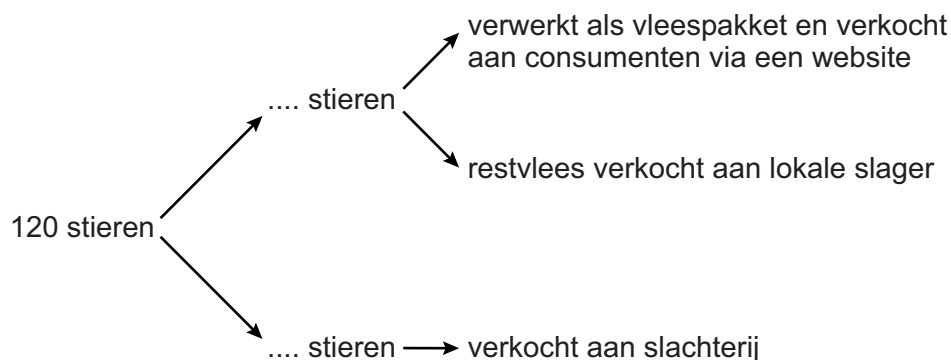 verwerkt als vleespakket en verkocht
aan consumenten via een website
.... stieren
restvlees verkocht aan lokale slager
120 stieren
.... stieren
verkocht aan slachterij